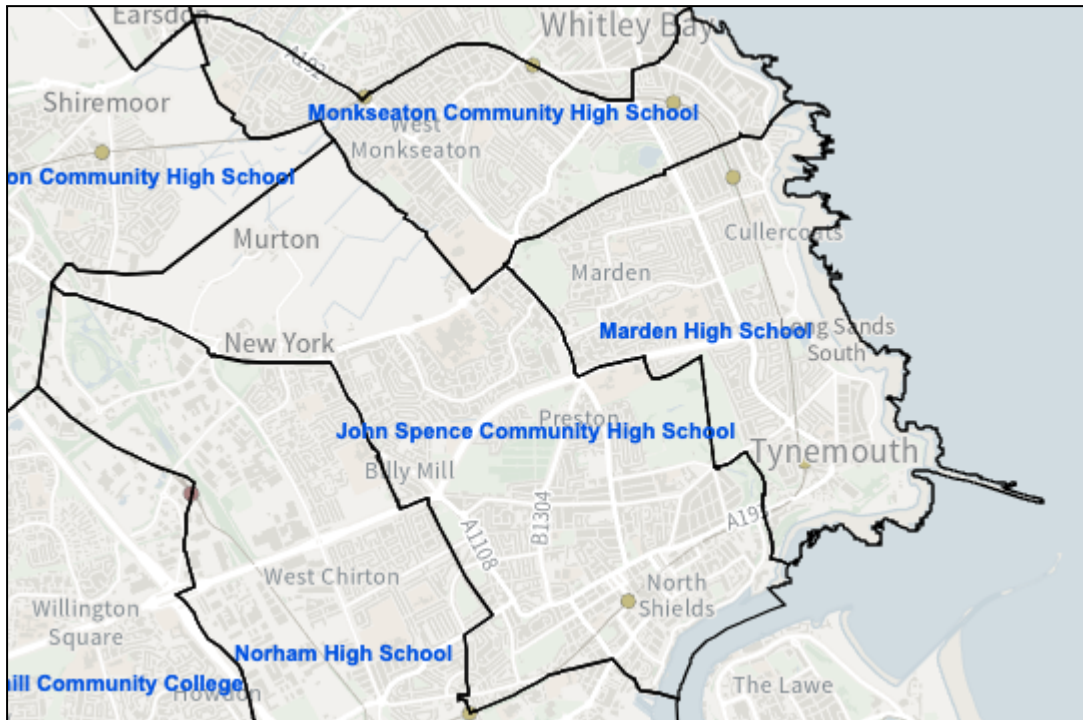 Earsdon
Whitley Bay
A192
Shiremoor
Monkseaton Community High School
West
Monkseaton
on Community High School
Cullercoats
Murton
Marden
Marden High School
Long Sands
South
New York
Preston
John Spence Community High School
Tynemouth
Billy Mill
B1304
A193
A1108
West Chirton
North
Shields
Willington
Square
Norham High School
hill Community College
Howdon
The Lawe